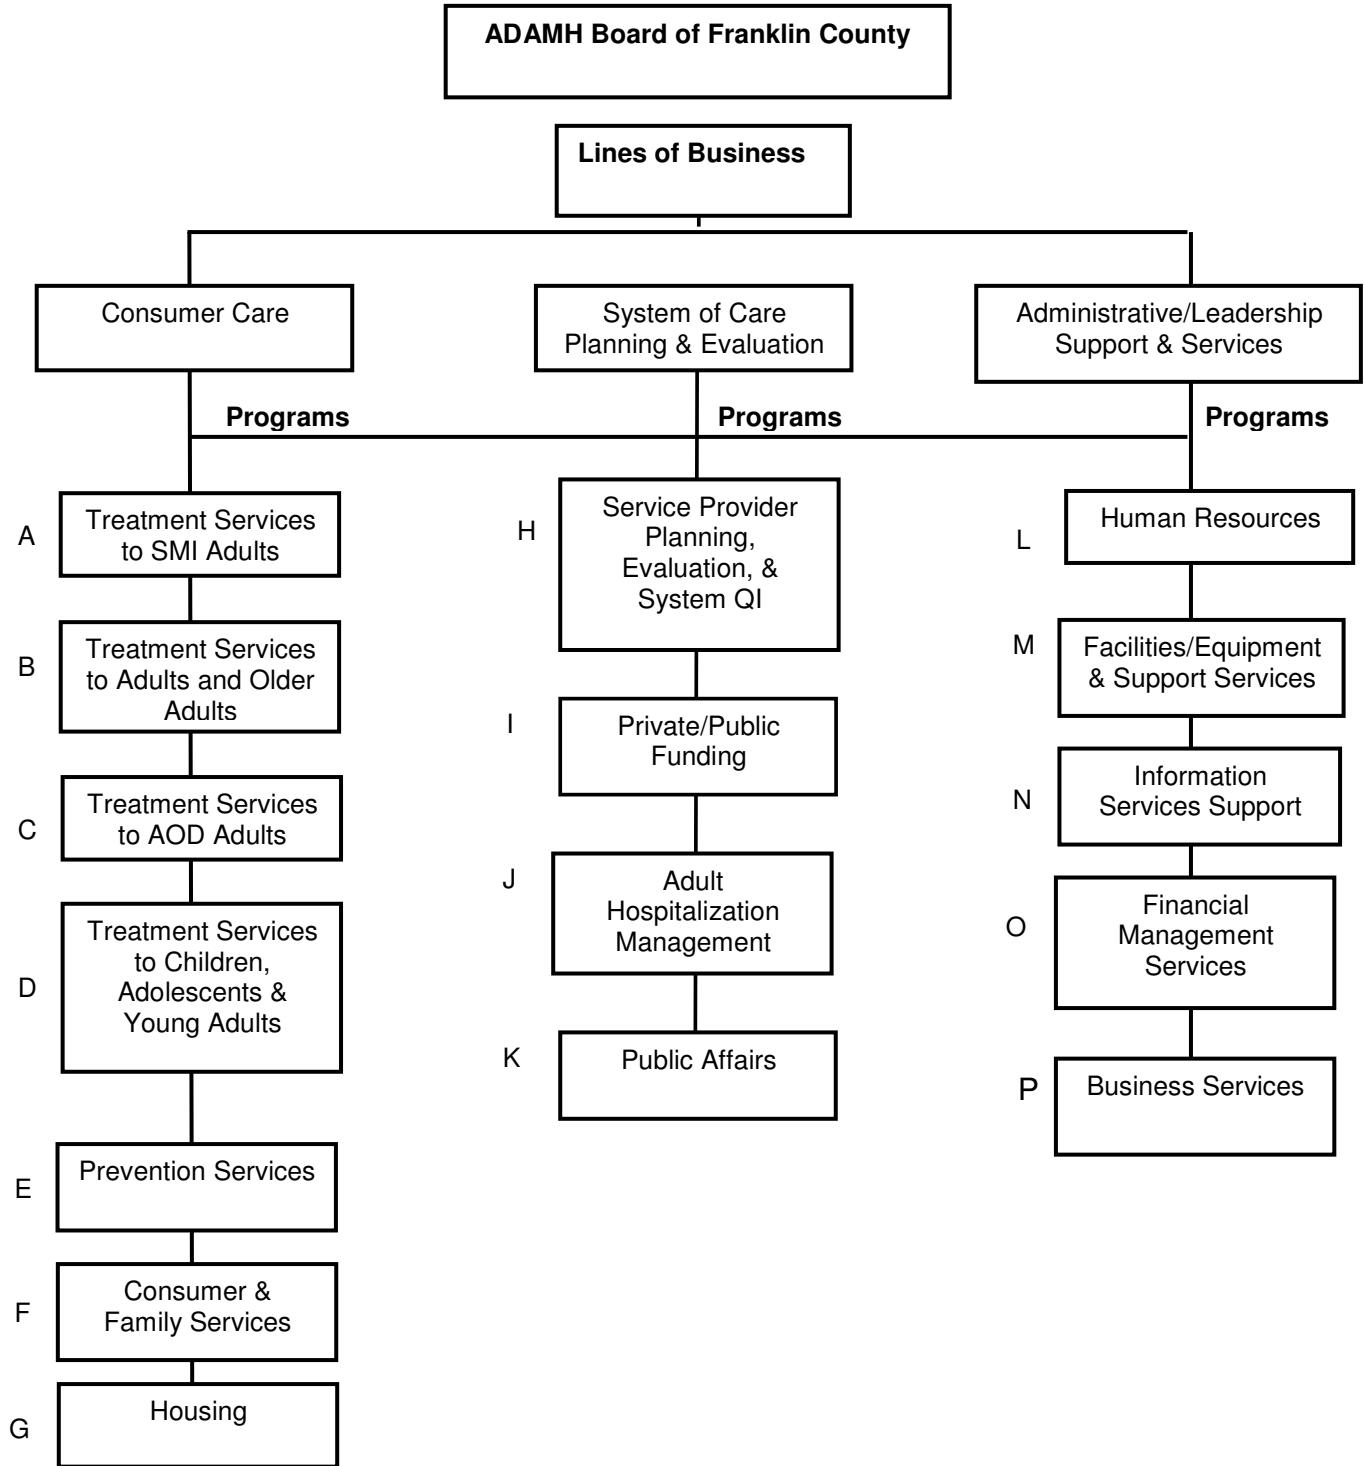 ADAMH Board of Franklin County
Lines of Business
Consumer Care
System of Care
Planning & Evaluation
Administrative/Leadership
Support & Services
Programs
Programs
Programs
A
Treatment Services
to SMI Adults
B
Treatment Services
to Adults and Older
Adults
C
Treatment Services
to AOD Adults
D
Treatment Services
to Children,
Adolescents &
Young Adults
E
Prevention Services
F
Consumer &
Family Services
G
Housing
H
Service Provider
Planning,
Evaluation, &
System QI
I
Private/Public
Funding
J
Adult
Hospitalization
Management
K
Public Affairs
L
Human Resources
M
Facilities/Equipment
& Support Services
N
Information
Services Support
O
Financial
Management
Services
P
Business Services